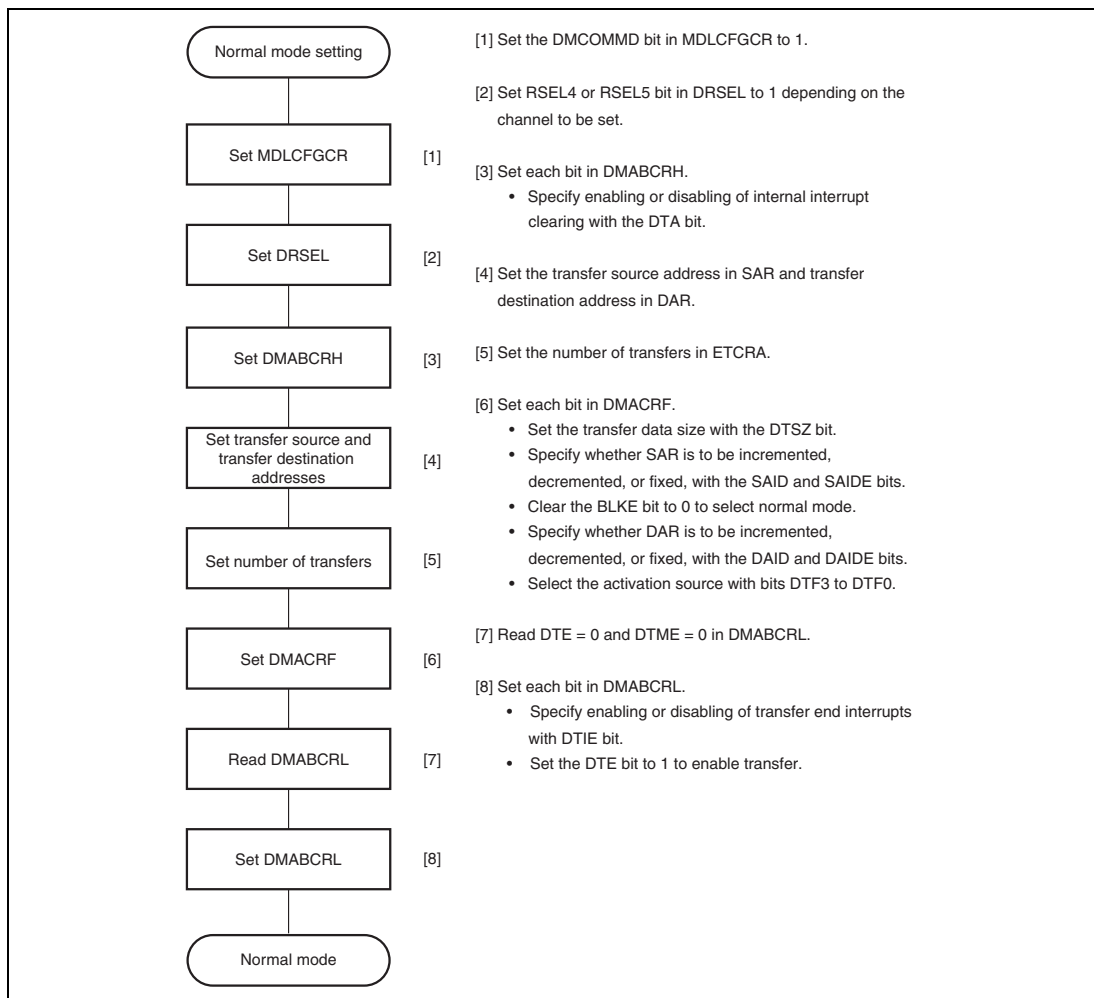 Normal mode setting
Set MDLCFGCR
[1]
Set DRSEL
[2]
Set DMABCRH
[3]
Set transfer source and
transfer destination
addresses
[4]
Set number of transfers
[5]
Set DMACRF
[6]
Read DMABCRL
[7]
Set DMABCRL
[8]
Normal mode
[1] Set the DMCOMMD bit in MDLCFGCR to 1.
[2] Set RSEL4 or RSEL5 bit in DRSEL to 1 depending on the
channel to be set.
[3] Set each bit in DMABCRH.
• Specify enabling or disabling of internal interrupt
clearing with the DTA bit.
[4] Set the transfer source address in SAR and transfer
destination address in DAR.
[5] Set the number of transfers in ETCRA.
[6] Set each bit in DMACRF.
• Set the transfer data size with the DTSZ bit.
• Specify whether SAR is to be incremented,
decremented, or fixed, with the SAID and SAIDE bits.
• Clear the BLKE bit to 0 to select normal mode.
• Specify whether DAR is to be incremented,
decremented, or fixed, with the DAID and DAIDE bits.
• Select the activation source with bits DTF3 to DTF0.
[7] Read DTE = 0 and DTME = 0 in DMABCRL.
[8] Set each bit in DMABCRL.
• Specify enabling or disabling of transfer end interrupts
with DTIE bit.
• Set the DTE bit to 1 to enable transfer.